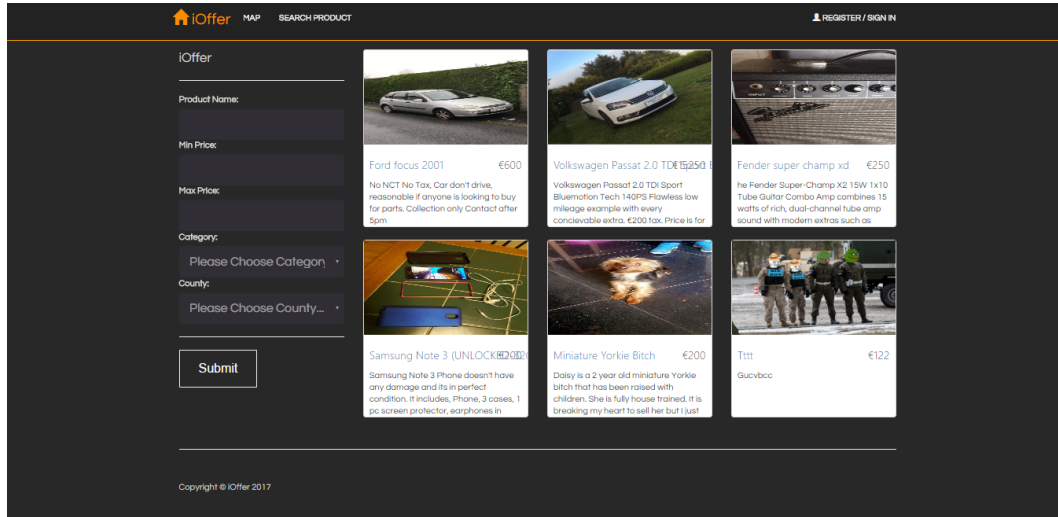 iOffer MAP SEARCH PRODUCT REGISTER / SIGN IN
iOffer
Product Name:
Min Price:
Max Price:
Category:
Please Choose Category
County:
Please Choose County...
Submit
Ford focus 2001 €600
No NCT No Tax, Car don't drive,
reasonable if anyone is looking to buy
for parts. Collection only Contact after
5pm
Volkswagen Passat 2.0 TDI Sport €15250
Volkswagen Passat 2.0 TDI Sport
Bluemotion Tech 140PS Flawless low
mileage example with every
concievable extra. €200 tax. Price is for
Fender super champ xd €250
he Fender Super-Champ X2 15W 1x10
Tube Guitar Combo Amp combines 15
watts of rich, dual-channel tube amp
sound with modern extras such as
Samsung Note 3 (UNLOCKED €200
Samsung Note 3 Phone doesn't have
any damage and its in perfect
condition. It includes, Phone, 3 cases, 1
pc screen protector, earphones in
Miniature Yorkie Bitch €200
Daisy is a 2 year old miniature Yorkie
bitch that has been raised with
children. She is fully house trained. It is
breaking my heart to sell her but I just
Tttt €122
Gucvbcc
Copyright © iOffer 2017